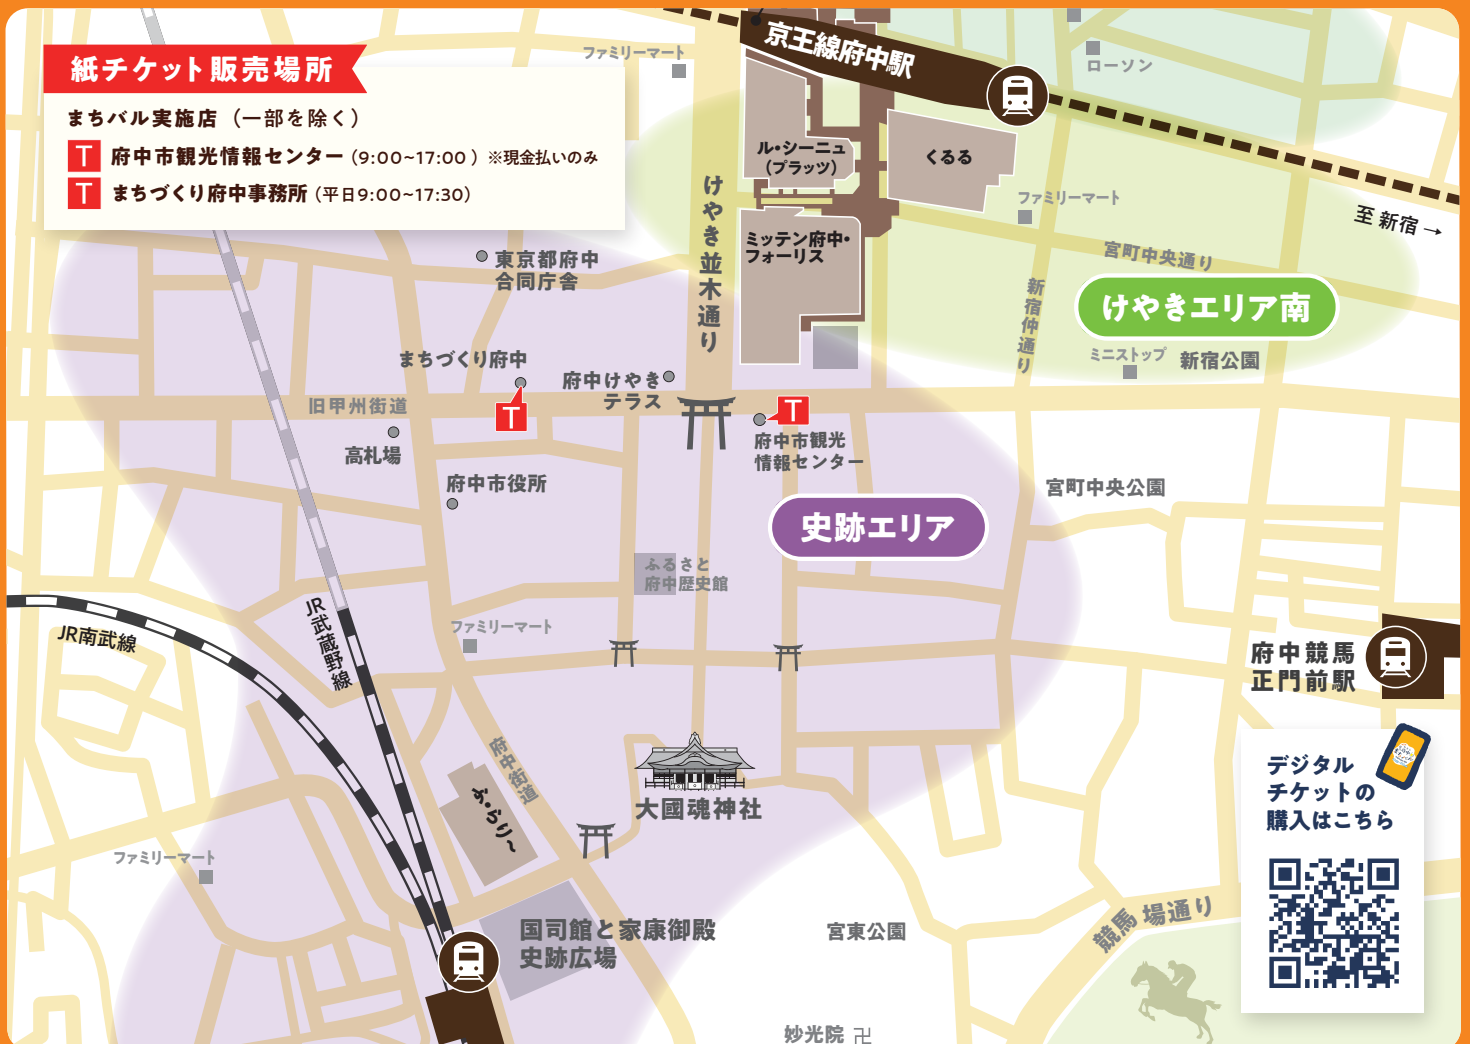 紙チケット販売場所
まちバル実施店（一部を除く）
T 府中市観光情報センター（9:00~17:00 ）※現金払いのみ
T まちづくり府中事務所（平日9:00~17:30）
ファミリーマート
京王線府中駅
ローソン
ル・シーニュ
（プラッツ）
くるる
けやき並木通り
ミッテン府中・
フォーリス
ファミリーマート
至 新宿 →
宮町中央通り
新宿仲通り
けやきエリア南
ミニストップ
新宿公園
東京都府中
合同庁舎
まちづくり府中
T
府中けやき
テラス
旧甲州街道
高札場
T
府中市観光
情報センター
府中市役所
宮町中央公園
史跡エリア
ふるさと
府中歴史館
JR南武線
JR武蔵野線
ファミリーマート
府中競馬
正門前駅
府中街道
ふ・らり〜
大國魂神社
デジタル
チケットの
購入はこちら
ファミリーマート
国司館と家康御殿
史跡広場
宮東公園
競馬場通り
妙光院 卍